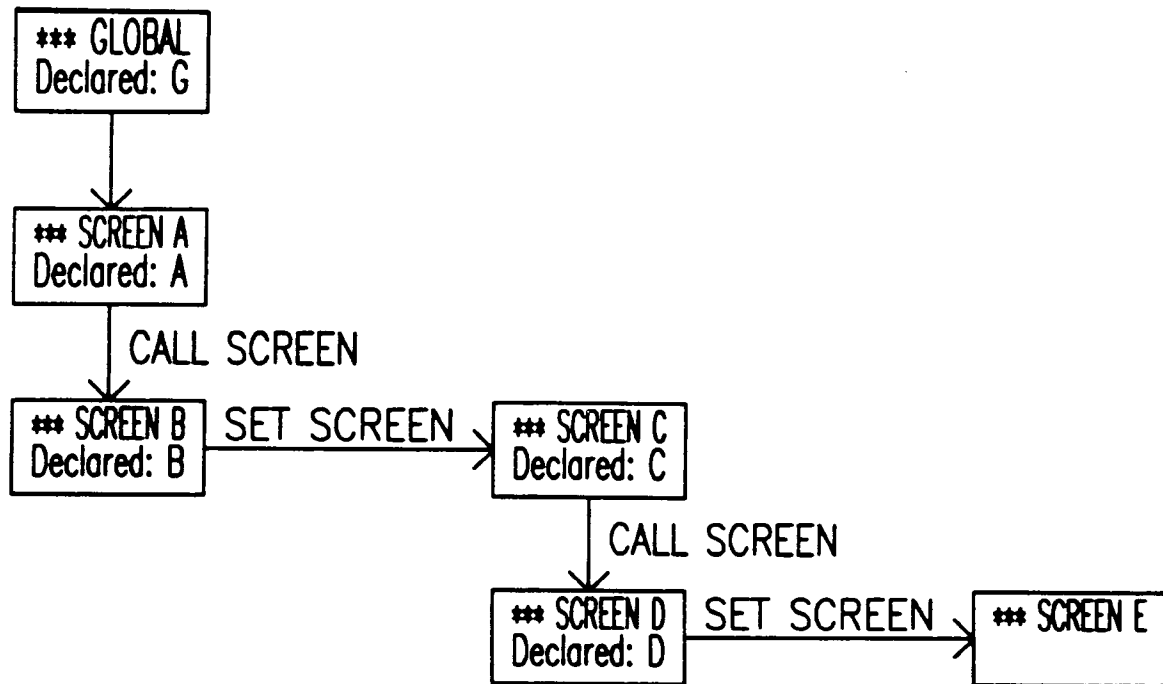 *** GLOBAL
Declared: G
*** SCREEN A
Declared: A
CALL SCREEN
*** SCREEN B
Declared: B
SET SCREEN
*** SCREEN C
Declared: C
CALL SCREEN
*** SCREEN D
Declared: D
SET SCREEN
*** SCREEN E